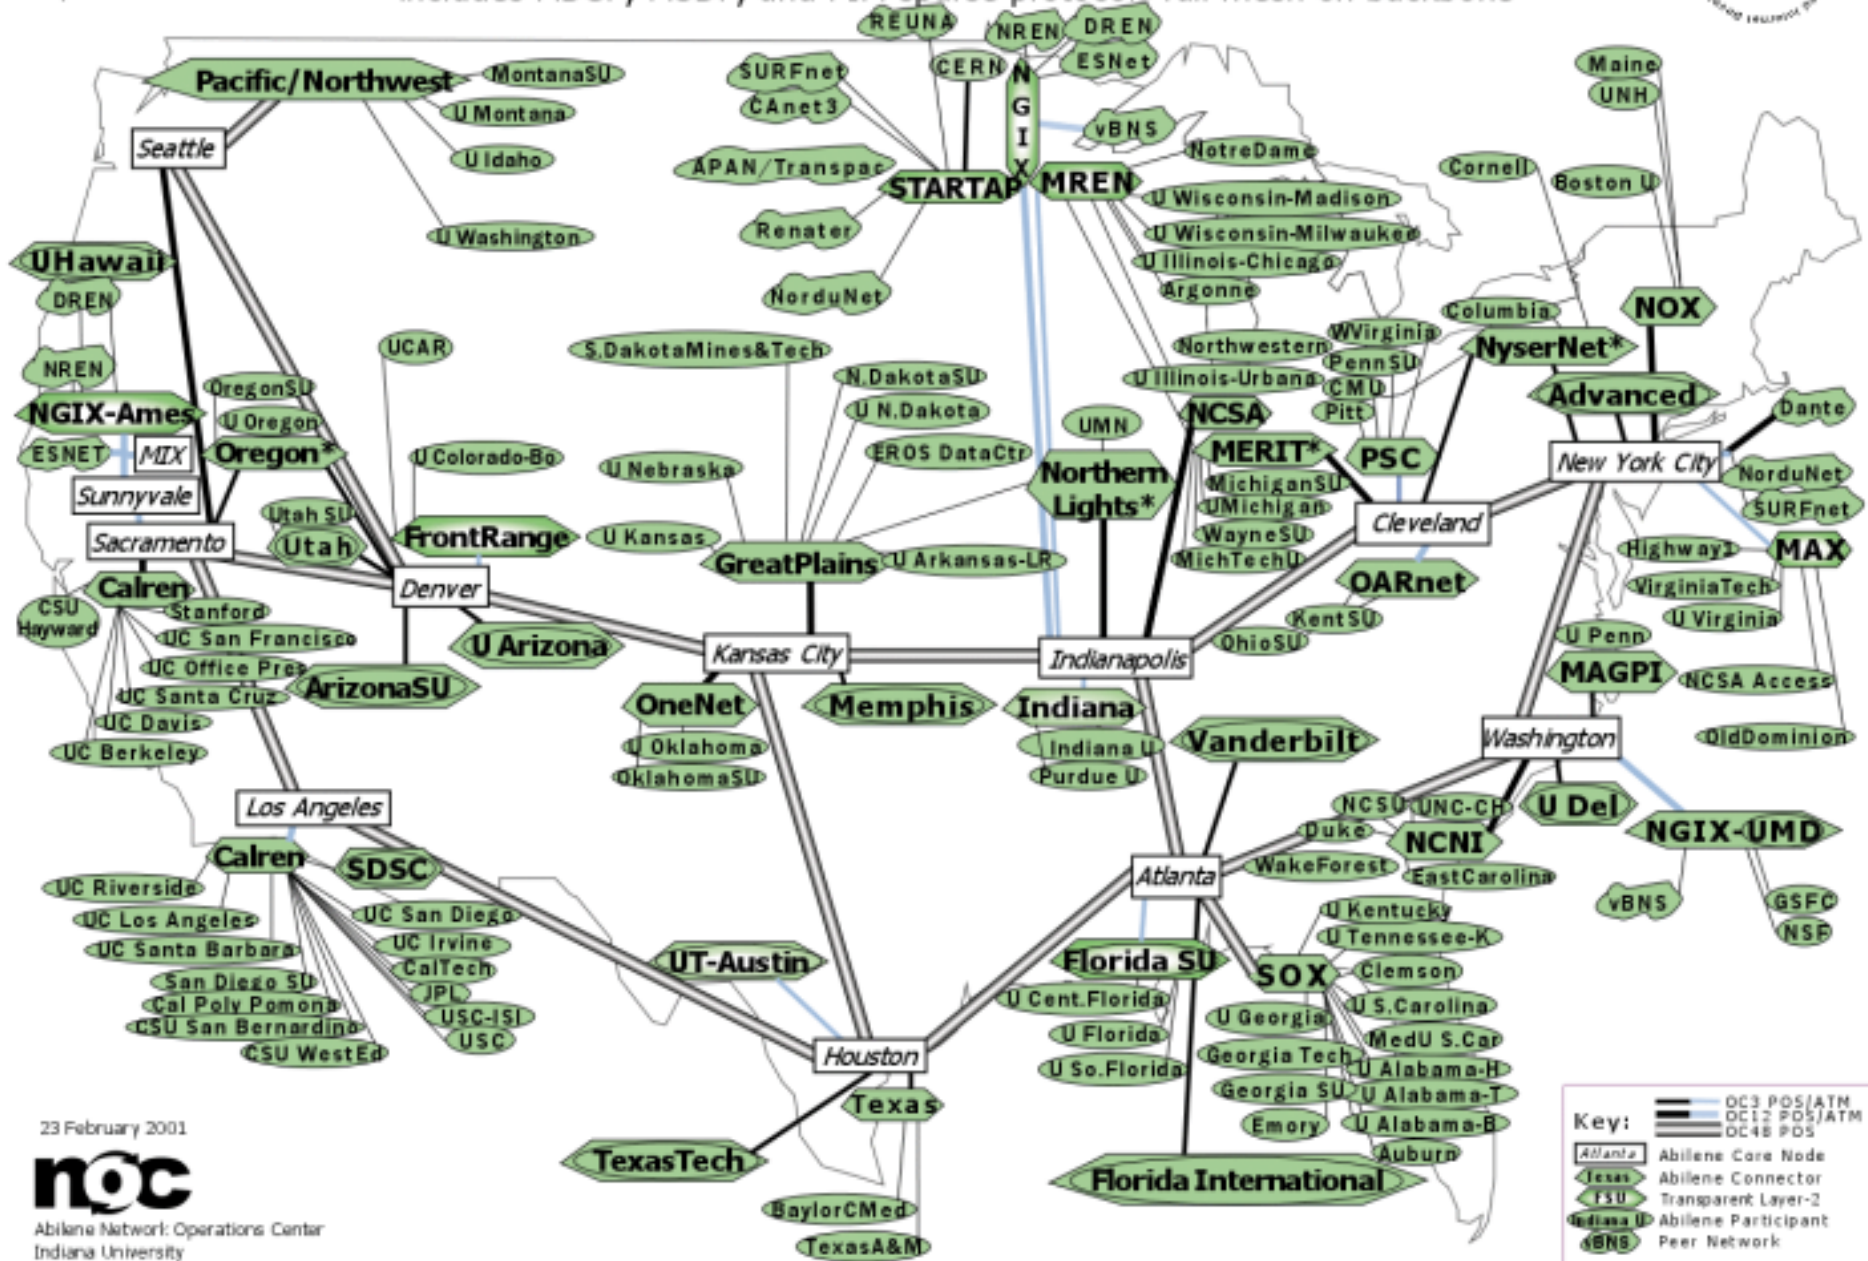 REUNA
NREN
DREN
ESNet
CERN
SURFnet
CAnet3
APAN/Transpac
Renater
NorduNet
STARTAP
NGIX
vBNS
MREN
NotreDame
U Wisconsin-Madison
U Wisconsin-Milwaukee
U Illinois-Chicago
Argonne
Northwestern
U Illinois-Urbana
NCSA
Pacific/Northwest
MontanaSU
U Montana
U Idaho
U Washington
Seattle
UHawaii
DREN
NREN
NGIX-Ames
ESNET
MIX
Sunnyvale
Sacramento
OregonSU
U Oregon
Oregon*
Utah SU
Utah
UCAR
U Colorado-Bo
FrontRange
Denver
U Arizona
ArizonaSU
Calren
CSU
Hayward
Stanford
UC San Francisco
UC Office Pres
UC Santa Cruz
UC Davis
UC Berkeley
Los Angeles
Calren
SDSC
UC Riverside
UC Los Angeles
UC Santa Barbara
San Diego SU
Cal Poly Pomona
CSU San Bernardino
CSU WestEd
UC San Diego
UC Irvine
CalTech
JPL
USC-ISI
USC
S.DakotaMines&Tech
N.DakotaSU
U N.Dakota
EROS DataCtr
U Nebraska
U Kansas
GreatPlains
U Arkansas-LR
UMN
Northern
Lights*
Kansas City
OneNet
U Oklahoma
OklahomaSU
Memphis
Indianapolis
Indiana
Indiana U
Purdue U
MERIT*
MichiganSU
UMichigan
WayneSU
MichTechU
WVirginia
PennSU
CMU
Pitt
PSC
Cleveland
OARnet
KentSU
OhioSU
Cornell
Columbia
NyserNet*
Boston U
Maine
UNH
NOX
Advanced
New York City
Dante
NorduNet
SURFnet
MAX
VirginiaTech
U Virginia
NCSA Access
OldDominion
U Penn
MAGPI
Washington
U Del
NGIX-UMD
vBNS
GSFC
NSF
NCSU
UNC-CH
Duke
NCNI
WakeForest
EastCarolina
Vanderbilt
Atlanta
Florida SU
U Cent.Florida
U Florida
U So.Florida
SOX
U Kentucky
U Tennessee-K
Clemson
U S.Carolina
MedU S.Car
U Alabama-H
U Alabama-T
U Alabama-B
Auburn
U Georgia
Georgia Tech
Georgia SU
Emory
Florida International
UT-Austin
Houston
Texas
TexasTech
BaylorCMed
TexasA&M
23 February 2001
noc
Abilene Network Operations Center
Indiana University
Key:
OC3 POS/ATM
OC12 POS/ATM
OC48 POS
Atlanta Abilene Core Node
Texas Abilene Connector
FSU Transparent Layer-2
Indiana U Abilene Participant
vBNS Peer Network